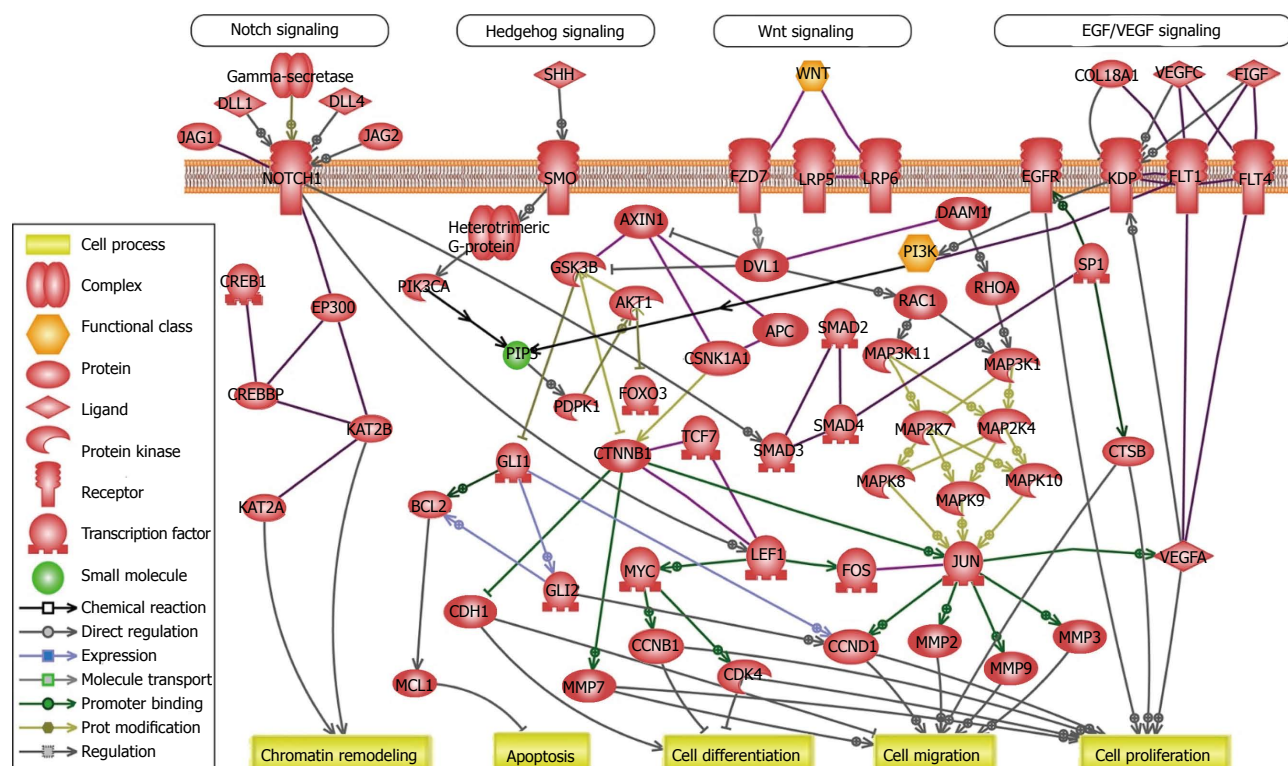 Notch signaling
Hedgehog signaling
Wnt signaling
EGF/VEGF signaling
Gamma-secretase
SHH
WNT
COL18A1
VEGFC
FIGF
DLL1
DLL4
JAG1
JAG2
NOTCH1
SMO
FZD7
LRP5
LRP6
EGFR
KDP
FLT1
FLT4
Cell process
Complex
Functional class
Protein
Ligand
Protein kinase
Receptor
Transcription factor
Small molecule
Chemical reaction
Direct regulation
Expression
Molecule transport
Promoter binding
Prot modification
Regulation
AXIN1
DAAM1
Heterotrimeric
G-protein
PI3K
GSK3B
DVL1
SP1
CREB1
PIK3CA
RHOA
EP300
AKT1
RAC1
APC
SMAD2
PIP3
CSNK1A1
MAP3K11
MAP3K1
CREBBP
FOXO3
PDPK1
KAT2B
TCF7
SMAD4
MAP2K7
MAP2K4
SMAD3
CTNNB1
CTSB
GLI1
MAPK8
MAPK10
MAPK9
KAT2A
BCL2
LEF1
JUN
VEGFA
MYC
FOS
GLI2
CDH1
MMP2
MMP3
CCNB1
CCND1
MMP9
CDK4
MCL1
MMP7
Chromatin remodeling
Apoptosis
Cell differentiation
Cell migration
Cell proliferation